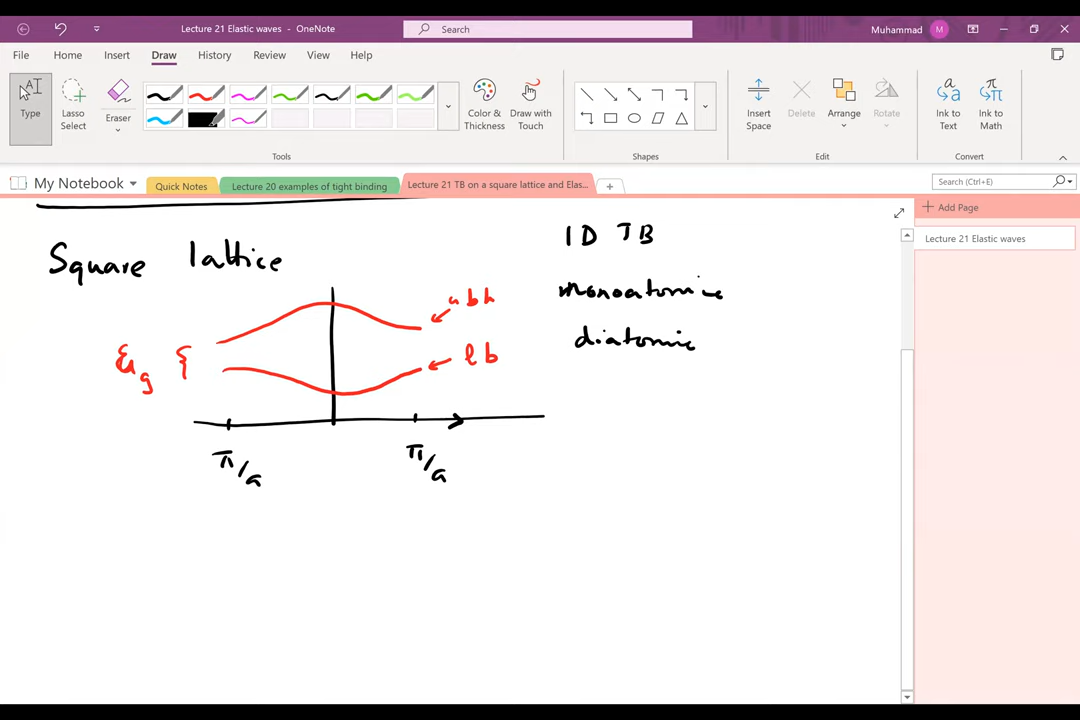 Lecture 21 Elastic waves - OneNote
Search
Muhammad
M
File Home Insert Draw History Review View Help
Type
Lasso Select
Eraser
Color & Thickness
Draw with Touch
Insert Space
Delete
Arrange
Rotate
Ink to Text
Ink to Math
Tools
Shapes
Edit
Convert
My Notebook
Quick Notes
Lecture 20 examples of tight binding
Lecture 21 TB on a square lattice and Elas...
Search (Ctrl+E)
Add Page
Lecture 21 Elastic waves
Square lattice
1D TB
monoatomic
diatomic
l b
π/a
π/a